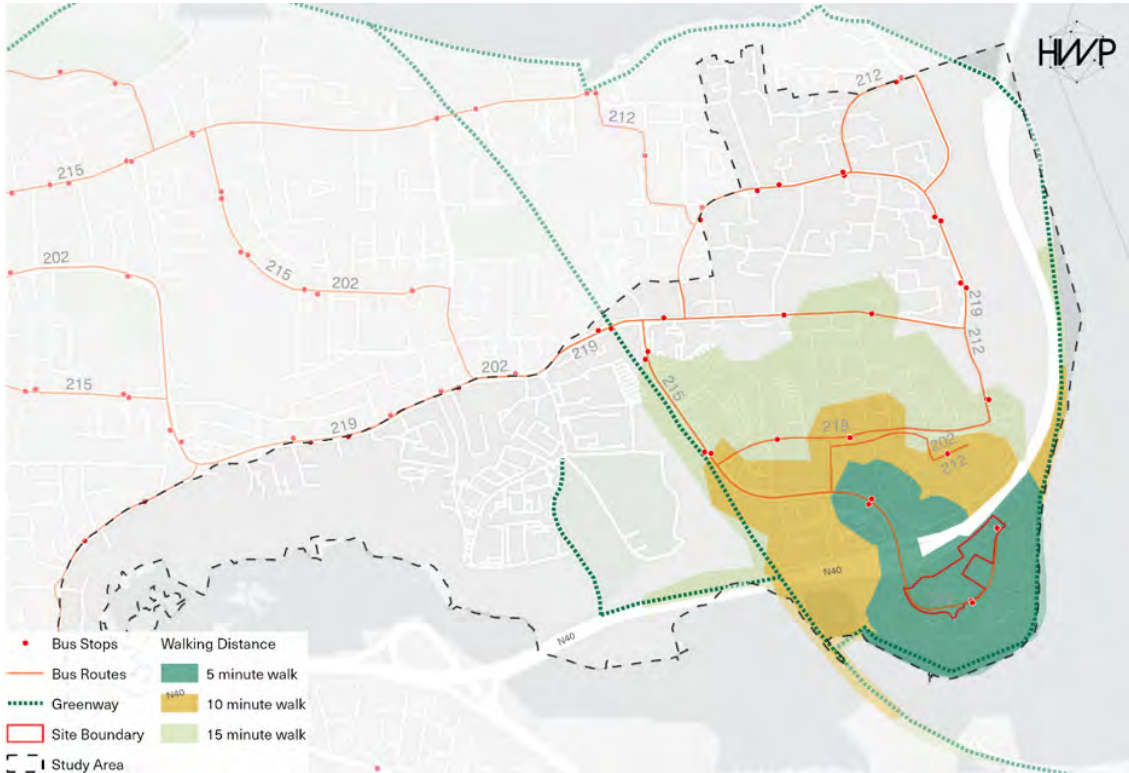 HWP
212
212
215
202
215
202
219
212
219
202
215
215
219
219
202
212
N40
N40
N40
Bus Stops
Bus Routes
Greenway
Site Boundary
Study Area
Walking Distance
5 minute walk
10 minute walk
15 minute walk